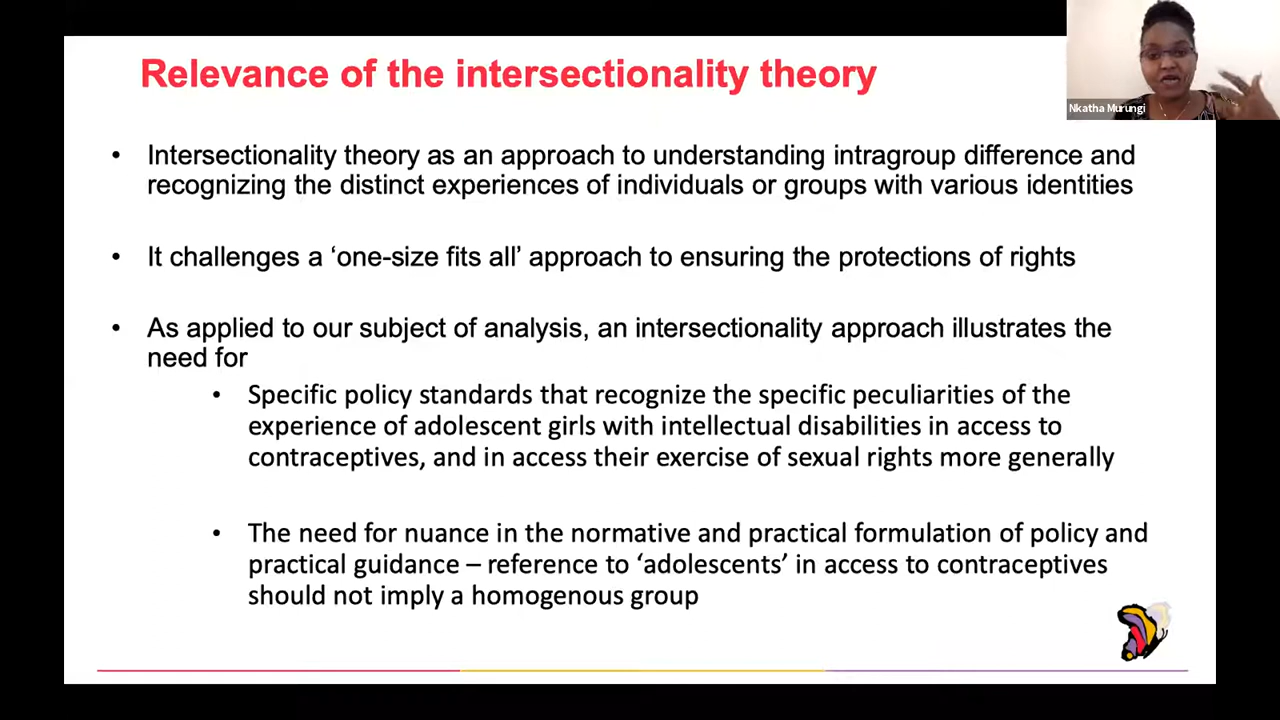 Relevance of the intersectionality theory
Nkatha Murungi
• Intersectionality theory as an approach to understanding intragroup difference and
recognizing the distinct experiences of individuals or groups with various identities
• It challenges a ‘one-size fits all’ approach to ensuring the protections of rights
• As applied to our subject of analysis, an intersectionality approach illustrates the
need for
• Specific policy standards that recognize the specific peculiarities of the
experience of adolescent girls with intellectual disabilities in access to
contraceptives, and in access their exercise of sexual rights more generally
• The need for nuance in the normative and practical formulation of policy and
practical guidance – reference to ‘adolescents’ in access to contraceptives
should not imply a homogenous group